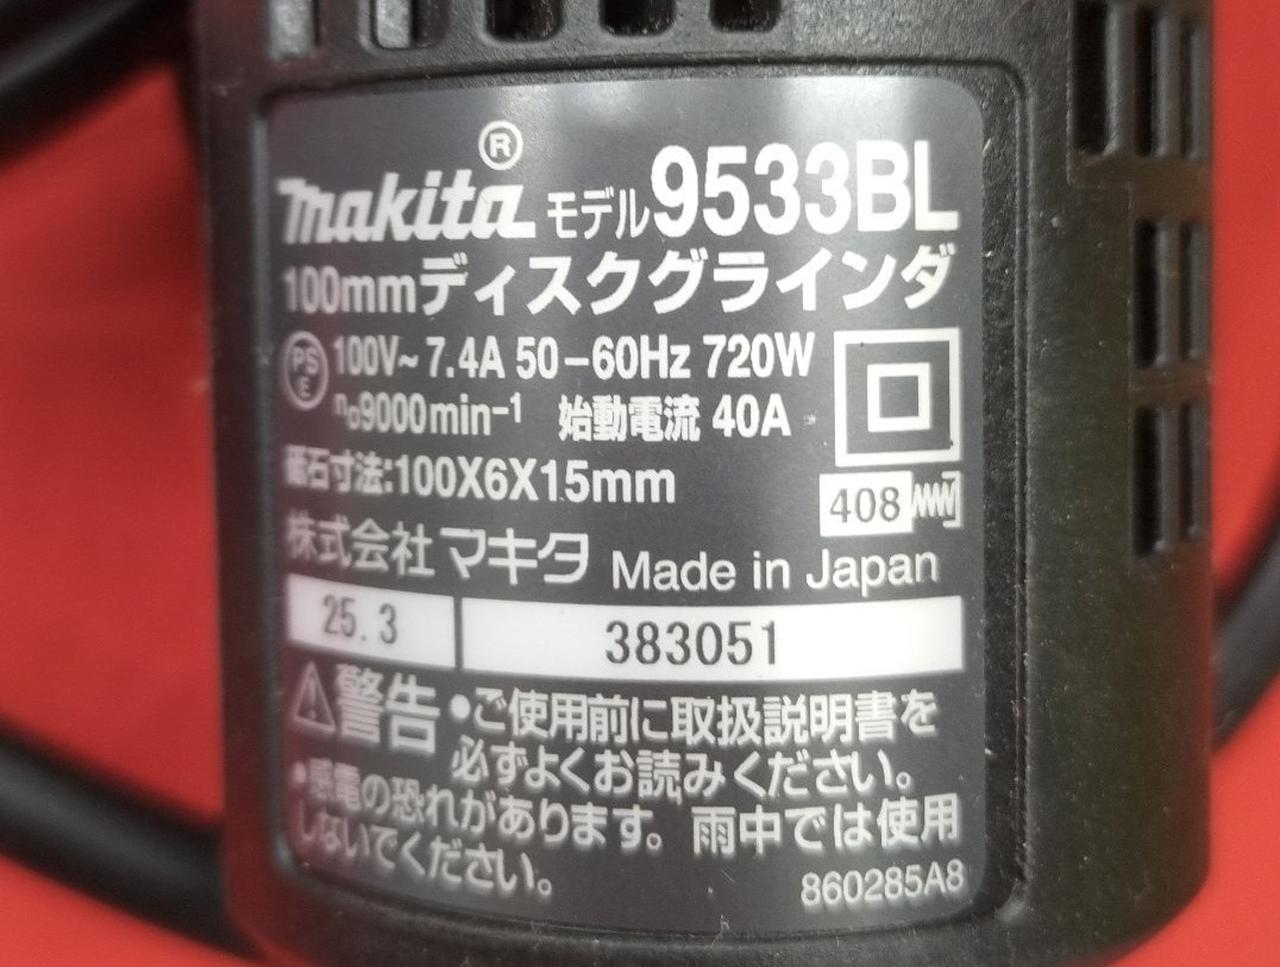 makita® モデル9533BL
100mmディスクグラインダ
PS E 100V~7.4A 50-60Hz 720W
n₀9000min⁻¹ 始動電流 40A
砥石寸法:100X6X15mm
408
株式会社マキタ Made in Japan
25.3 383051
警告 •ご使用前に取扱説明書を
必ずよくお読みください。
•感電の恐れがあります。雨中では使用
しないでください。
860285A8